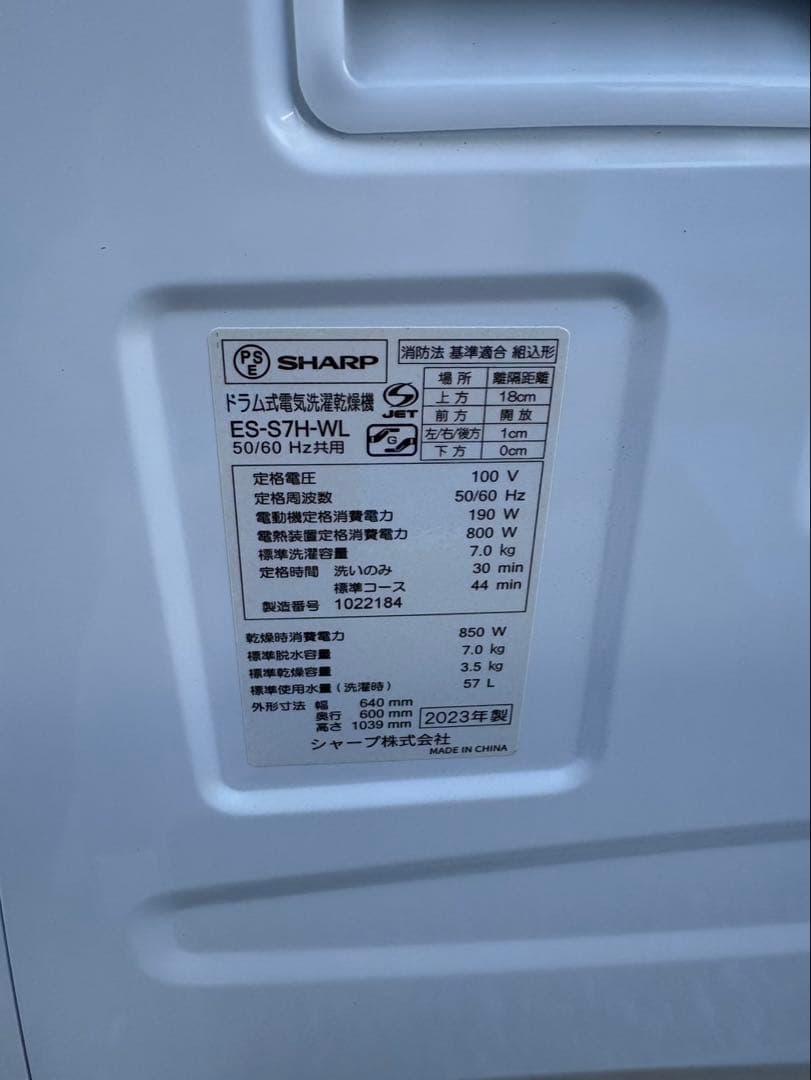 PSE SHARP
消防法 基準適合 組込形
場所 離隔距離
上方 18cm
前方 開放
左/右/後方 1cm
下方 0cm
ドラム式電気洗濯乾燥機
S JET
ES-S7H-WL
G
50/60 Hz共用
定格電圧 100 V
定格周波数 50/60 Hz
電動機定格消費電力 190 W
電熱装置定格消費電力 800 W
標準洗濯容量 7.0 kg
定格時間 洗いのみ 30 min
標準コース 44 min
製造番号 1022184
乾燥時消費電力 850 W
標準脱水容量 7.0 kg
標準乾燥容量 3.5 kg
標準使用水量(洗濯時) 57 L
外形寸法 幅 640 mm
奥行 600 mm
高さ 1039 mm
2023年製
シャープ株式会社
MADE IN CHINA